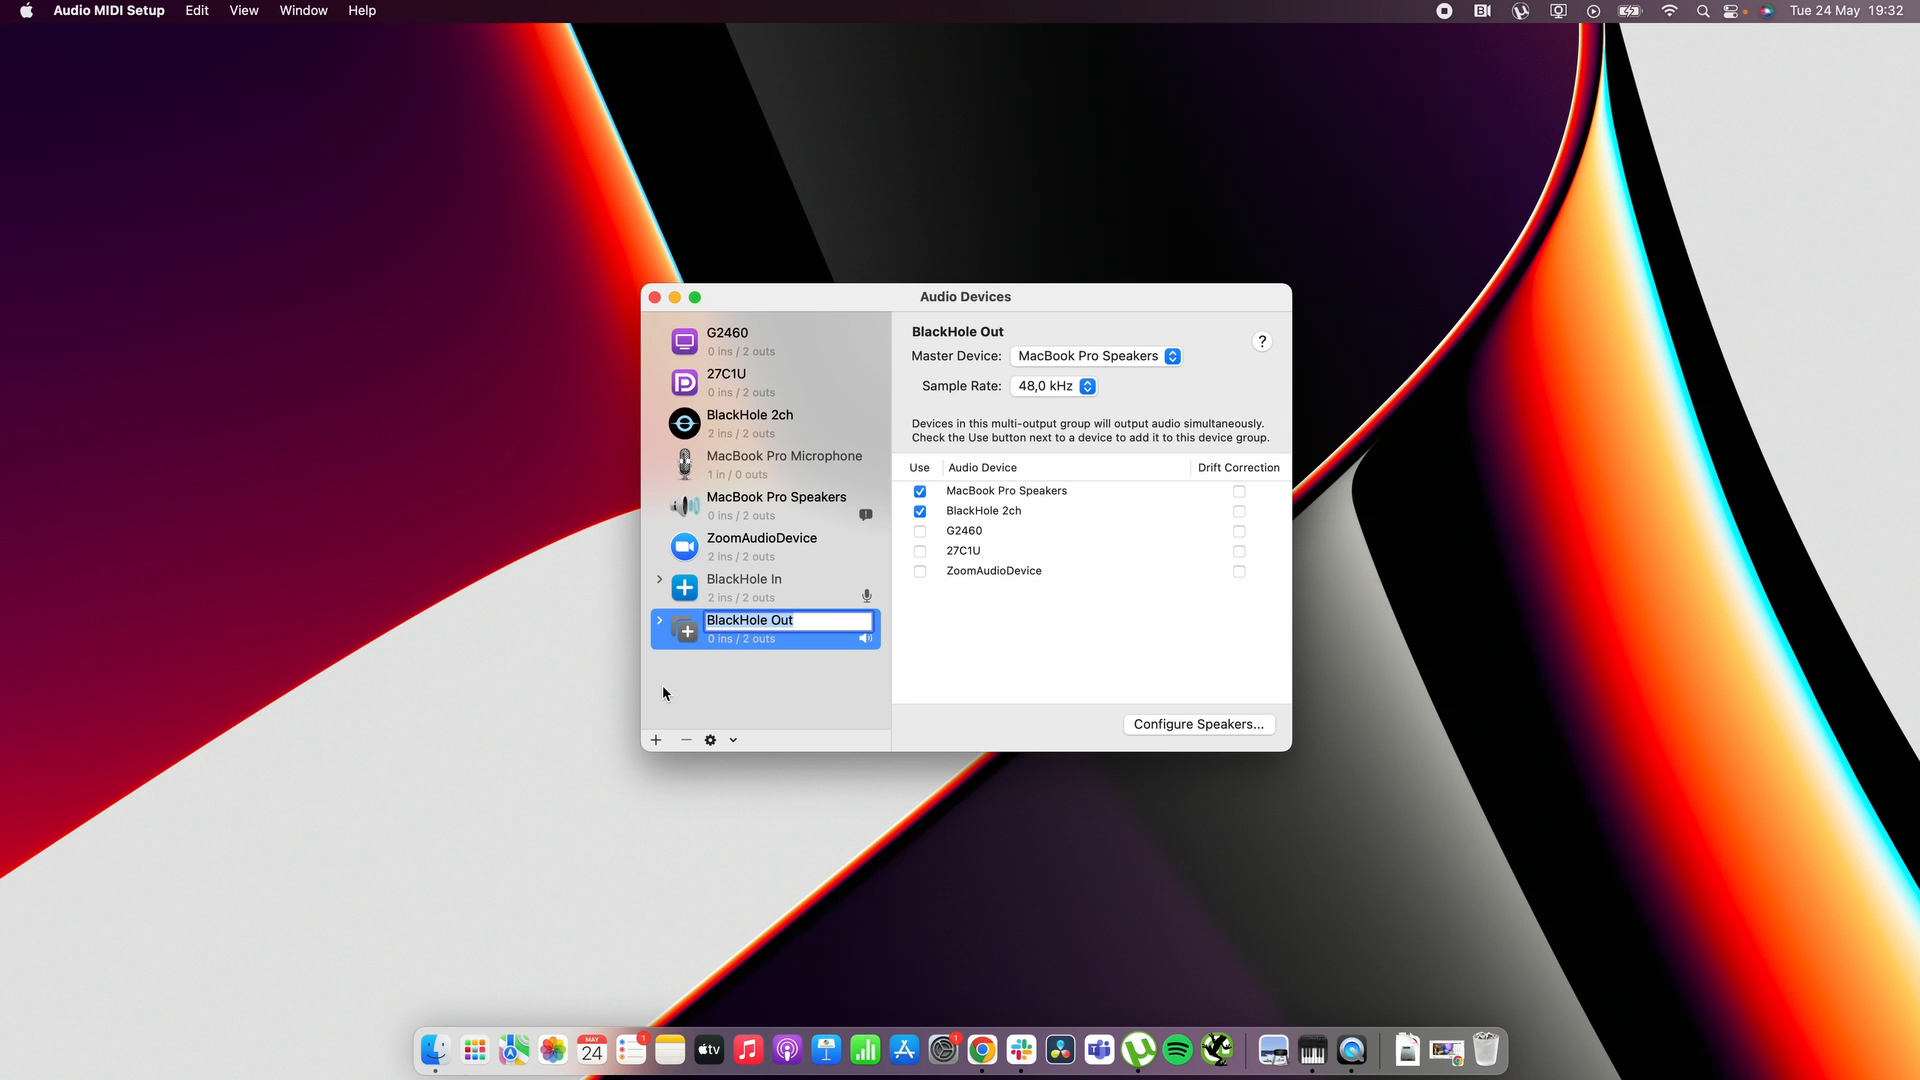 Audio MIDI Setup Edit View Window Help Tue 24 May 19:32
Audio Devices
G2460
0 ins / 2 outs
27C1U
0 ins / 2 outs
BlackHole 2ch
2 ins / 2 outs
MacBook Pro Microphone
1 in / 0 outs
MacBook Pro Speakers
0 ins / 2 outs
ZoomAudioDevice
2 ins / 2 outs
BlackHole In
2 ins / 2 outs
BlackHole Out
0 ins / 2 outs
BlackHole Out
?
Master Device: MacBook Pro Speakers
Sample Rate: 48,0 kHz
Devices in this multi-output group will output audio simultaneously.
Check the Use button next to a device to add it to this device group.
Use Audio Device Drift Correction
MacBook Pro Speakers
BlackHole 2ch
G2460
27C1U
ZoomAudioDevice
Configure Speakers...
MAY
24
1
tv
1